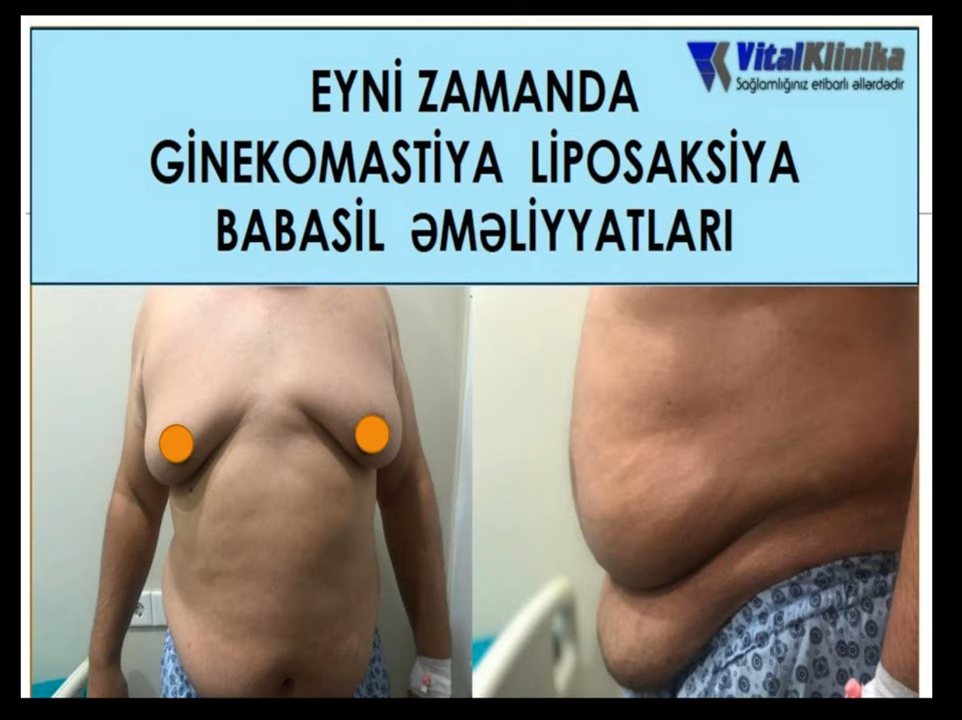 VitalKlinika
Sağlamlığınız etibarlı əllərdədir
EYNİ ZAMANDA
GİNEKOMASTİYA LİPOSAKSİYA
BABASİL ƏMƏLİYYATLARI